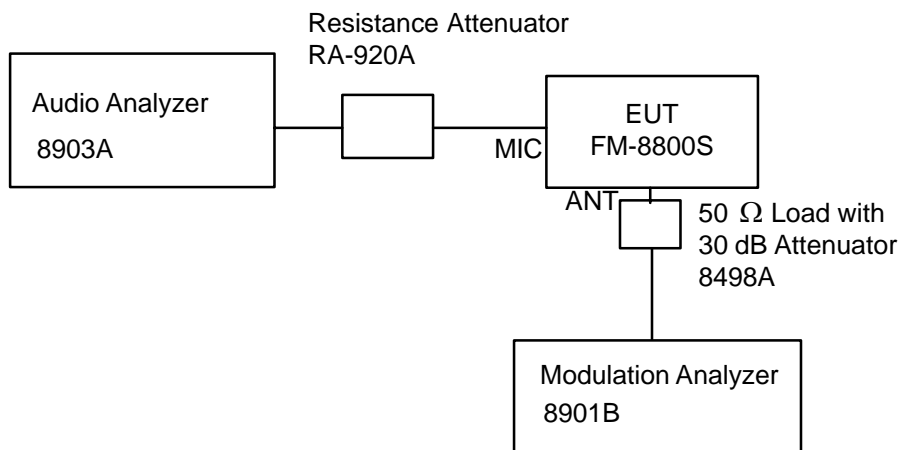 Resistance Attenuator
RA-920A
Audio Analyzer
8903A
EUT
FM-8800S
MIC
ANT
50 Ω Load with
30 dB Attenuator
8498A
Modulation Analyzer
8901B